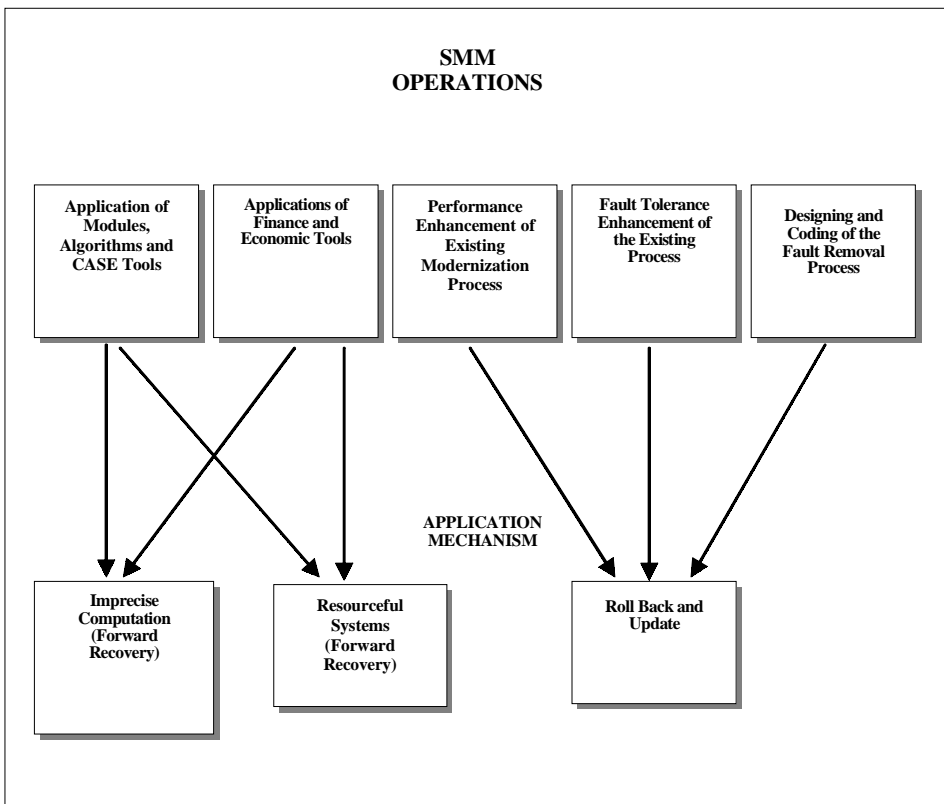 SMM
OPERATIONS
Application of
Modules,
Algorithms and
CASE Tools
Applications of
Finance and
Economic Tools
Performance
Enhancement of
Existing
Modernization
Process
Fault Tolerance
Enhancement of
the Existing
Process
Designing and
Coding of the
Fault Removal
Process
APPLICATION
MECHANISM
Imprecise
Computation
(Forward
Recovery)
Resourceful
Systems
(Forward
Recovery)
Roll Back and
Update